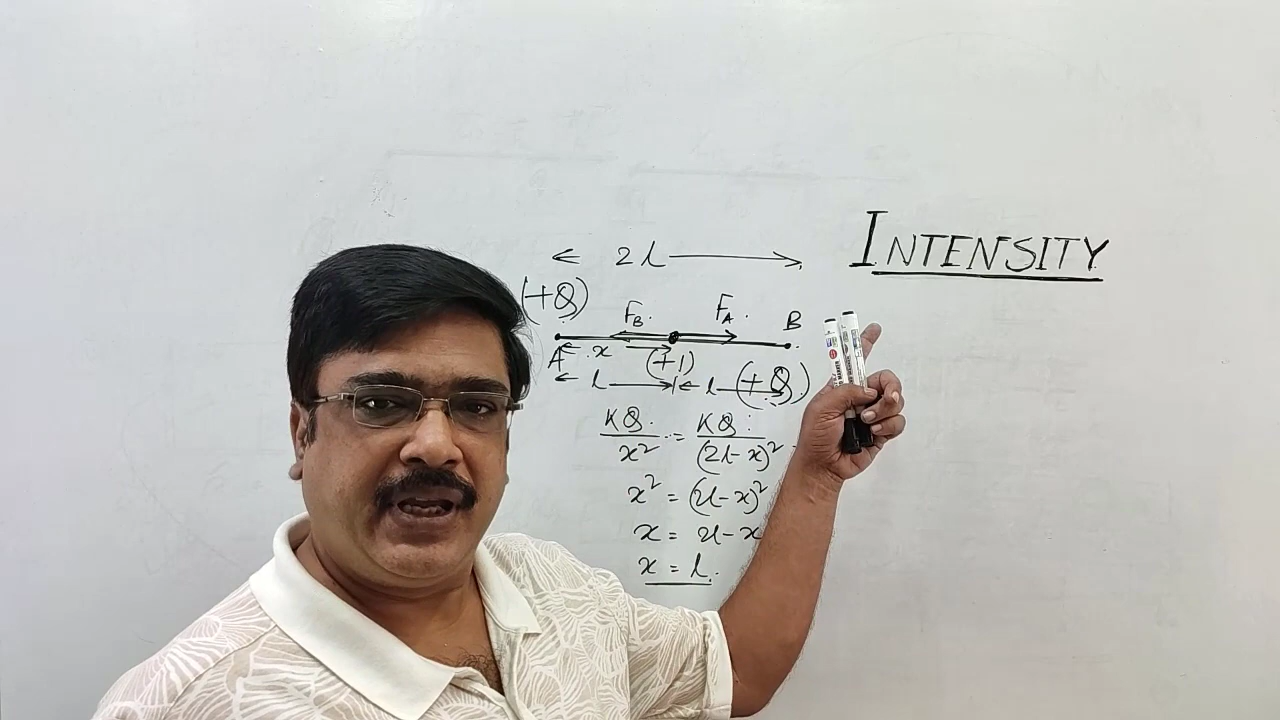 INTENSITY.
← 2l →
(+Q)
F_B. F_A.
A B
← x → (+1)
← l → ← l → (+Q)
KQ/x² = KQ/(2l-x)²
x² = (2l-x)²
x = 2l-x
x = l.